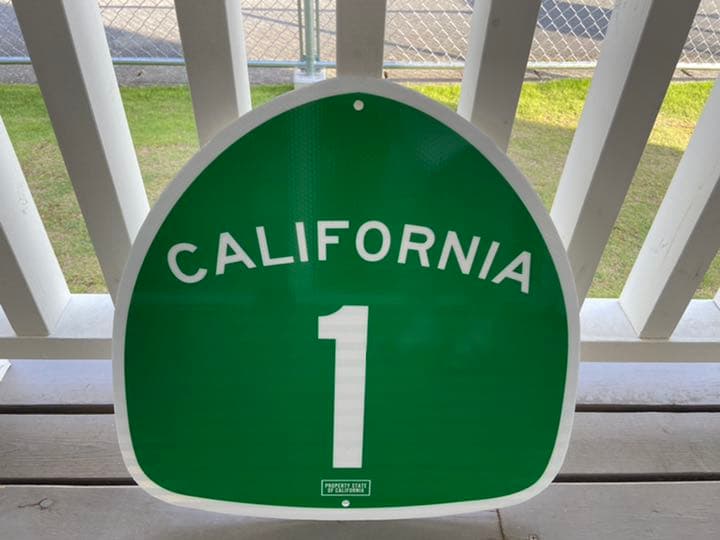 CALIFORNIA
1
PROPERTY STATE
OF CALIFORNIA